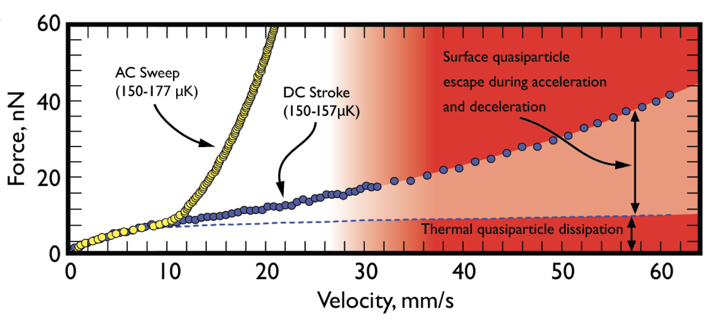 60
40
20
0
Force, nN
AC Sweep
(150-177 µK)
DC Stroke
(150-157µK)
Surface quasiparticle
escape during acceleration
and deceleration
Thermal quasiparticle dissipation
0
10
20
30
40
50
60
Velocity, mm/s